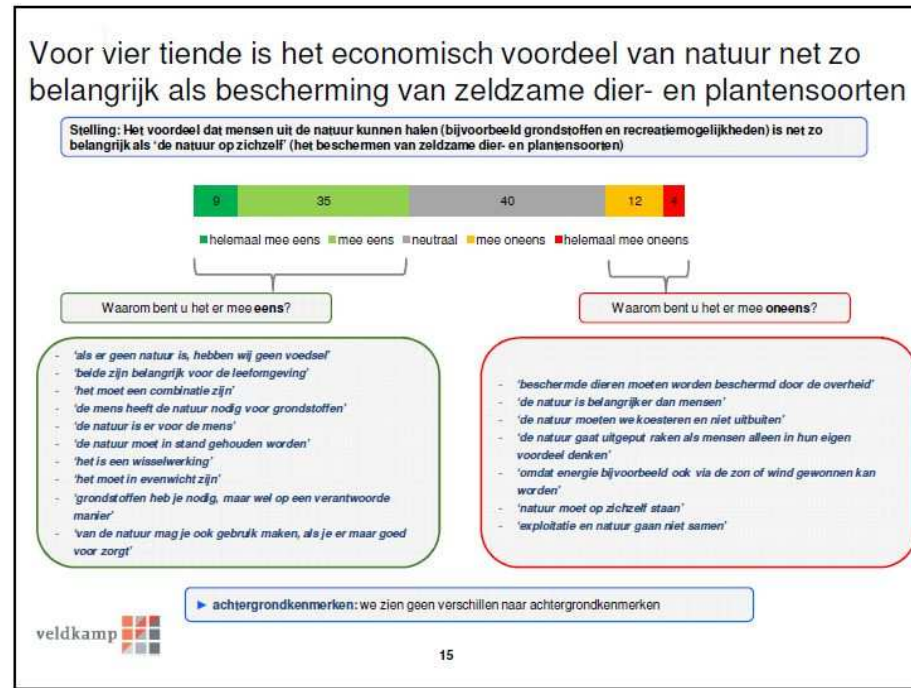 Voor vier tiende is het economisch voordeel van natuur net zo
belangrijk als bescherming van zeldzame dier- en plantensoorten
Stelling: Het voordeel dat mensen uit de natuur kunnen halen (bijvoorbeeld grondstoffen en recreatiemogelijkheden) is net zo
belangrijk als ‘de natuur op zichzelf’ (het beschermen van zeldzame dier- en plantensoorten)
9 35 40 12 4
helemaal mee eens mee eens neutraal mee oneens helemaal mee oneens
Waarom bent u het er mee eens?
- ‘als er geen natuur is, hebben wij geen voedsel’
- ‘beide zijn belangrijk voor de leefomgeving’
- ‘het moet een combinatie zijn’
- ‘de mens heeft de natuur nodig voor grondstoffen’
- ‘de natuur is er voor de mens’
- ‘de natuur moet in stand gehouden worden’
- ‘het is een wisselwerking’
- ‘het moet in evenwicht zijn’
- ‘grondstoffen heb je nodig, maar wel op een verantwoorde
manier’
- ‘van de natuur mag je ook gebruik maken, als je er maar goed
voor zorgt’
Waarom bent u het er mee oneens?
- ‘beschermde dieren moeten worden beschermd door de overheid’
- ‘de natuur is belangrijker dan mensen’
- ‘de natuur moeten we koesteren en niet uitbuiten’
- ‘de natuur gaat uitgeput raken als mensen alleen in hun eigen
voordeel denken’
- ‘omdat energie bijvoorbeeld ook via de zon of wind gewonnen kan
worden’
- ‘natuur moet op zichzelf staan’
- ‘exploitatie en natuur gaan niet samen’
► achtergrondkenmerken: we zien geen verschillen naar achtergrondkenmerken
veldkamp
15